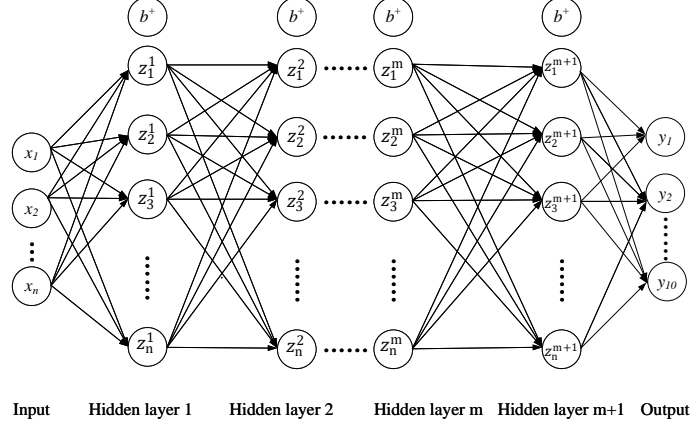 b⁺ b⁺ b⁺ b⁺
z₁¹ z₁² z₁ᵐ z₁ᵐ⁺¹
x₁ z₂¹ z₂² z₂ᵐ z₂ᵐ⁺¹ y₁
x₂ z₃¹ z₃² z₃ᵐ z₃ᵐ⁺¹ y₂
xₙ y₁₀
zₙ¹ zₙ² zₙᵐ zₙᵐ⁺¹
Input Hidden layer 1 Hidden layer 2 Hidden layer m Hidden layer m+1 Output